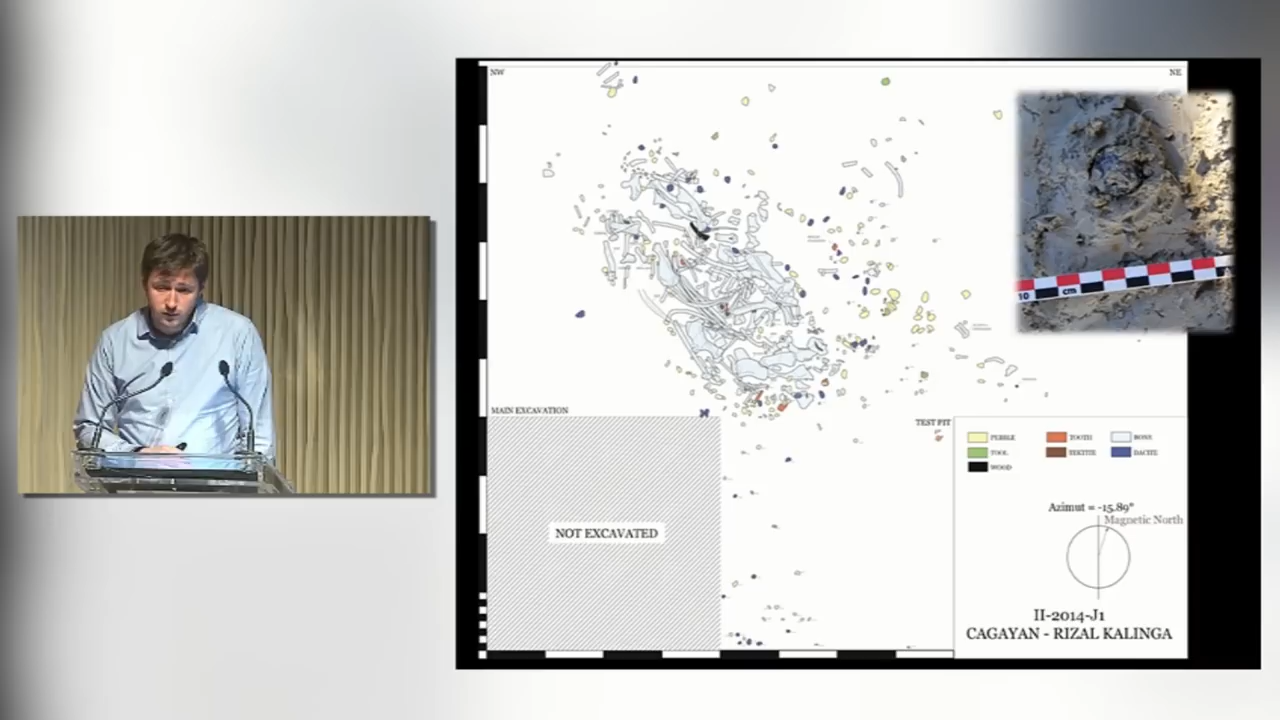 NW
NE
10 cm
MAIN EXCAVATION
TEST PIT
PEBBLE
TOOTH
BONE
TOOL
TEKTITE
DACITE
WOOD
NOT EXCAVATED
Azimut = -15.89°
Magnetic North
II-2014-J1
CAGAYAN - RIZAL KALINGA